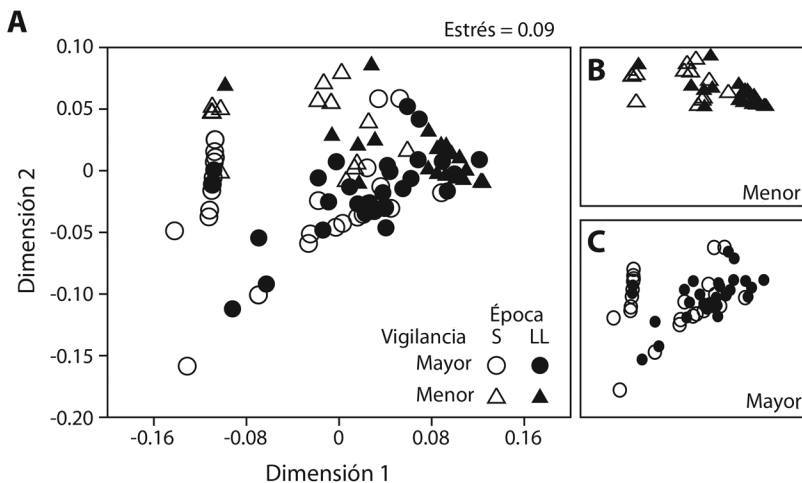 A
Estrés = 0.09
0.10
0.05
0
-0.05
-0.10
-0.15
-0.20
Dimensión 2
-0.16
-0.08
0
0.08
0.16
Dimensión 1
Época
Vigilancia S LL
Mayor
Menor
B
Menor
C
Mayor